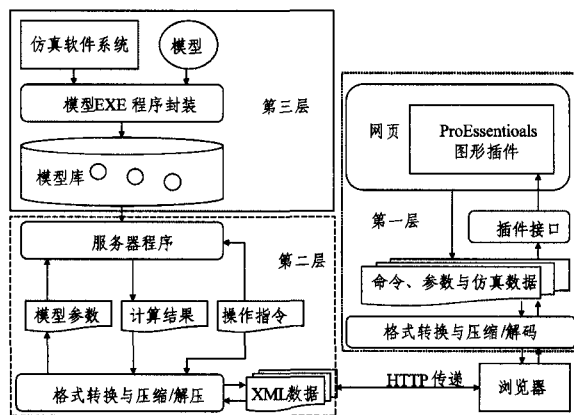 仿真软件系统
模型
模型EXE 程序封装
第三层
模型库
服务器程序
第二层
模型参数
计算结果
操作指令
格式转换与压缩/解压
XML数据
HTTP 传递
网页
ProEssentioals
图形插件
第一层
插件接口
命令、参数与仿真数据
格式转换与压缩/解码
浏览器